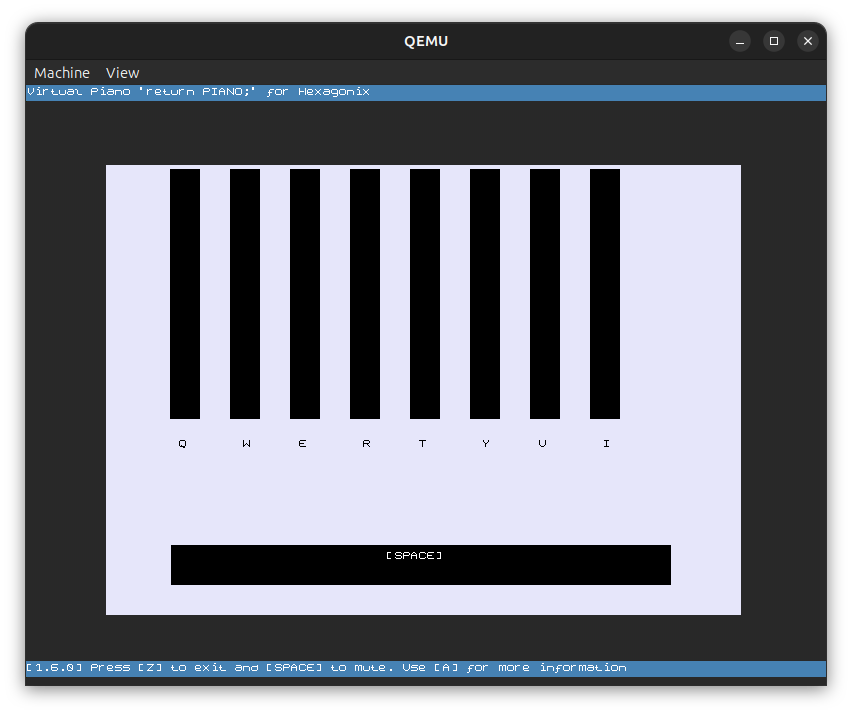 QEMU
Machine View
Virtual Piano "return PIANO;" for Hexagonix
Q W E R T Y U I
[SPACE]
[1.6.0] Press [Z] to exit and [SPACE] to mute. Use [A] for more information